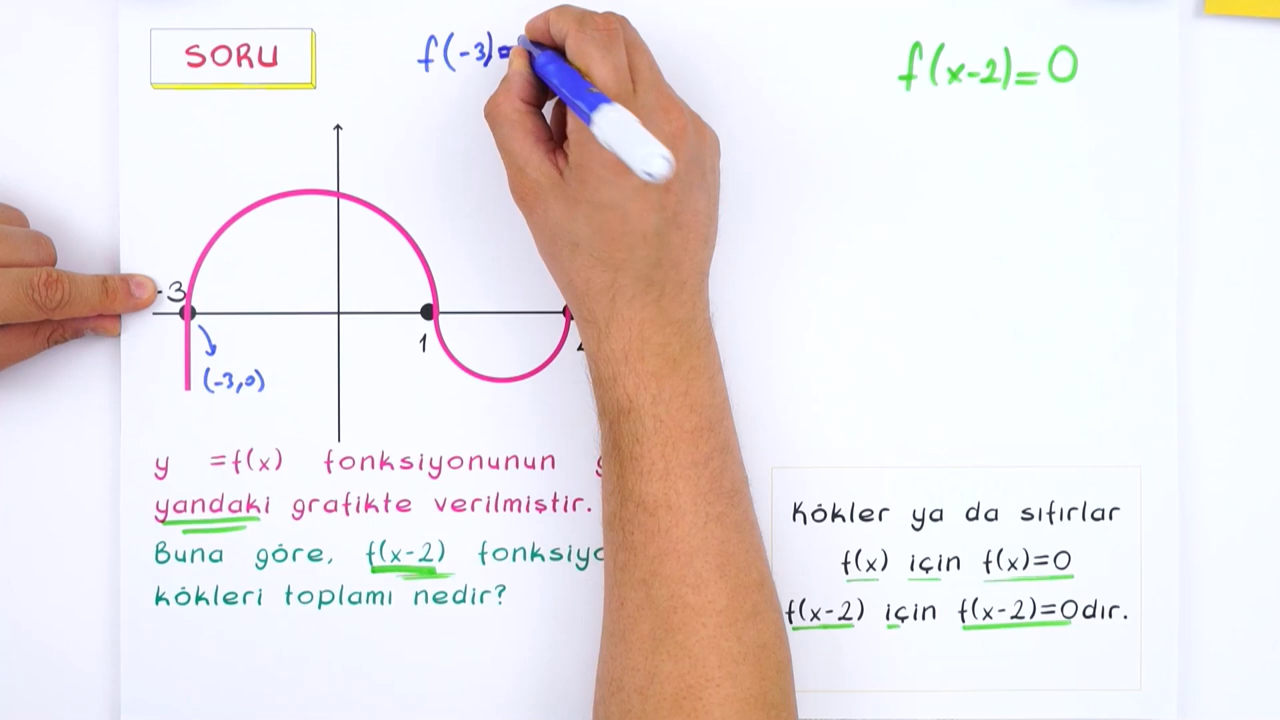 SORU
f(-3)=
f(x-2)=0
-3
1
(-3,0)
y =f(x) fonksiyonunun
yandaki grafikte verilmiştir.
Buna göre, f(x-2)
kökleri toplamı nedir?
Kökler ya da sıfırlar
f(x) için f(x)=0
f(x-2) için f(x-2)=0dır.